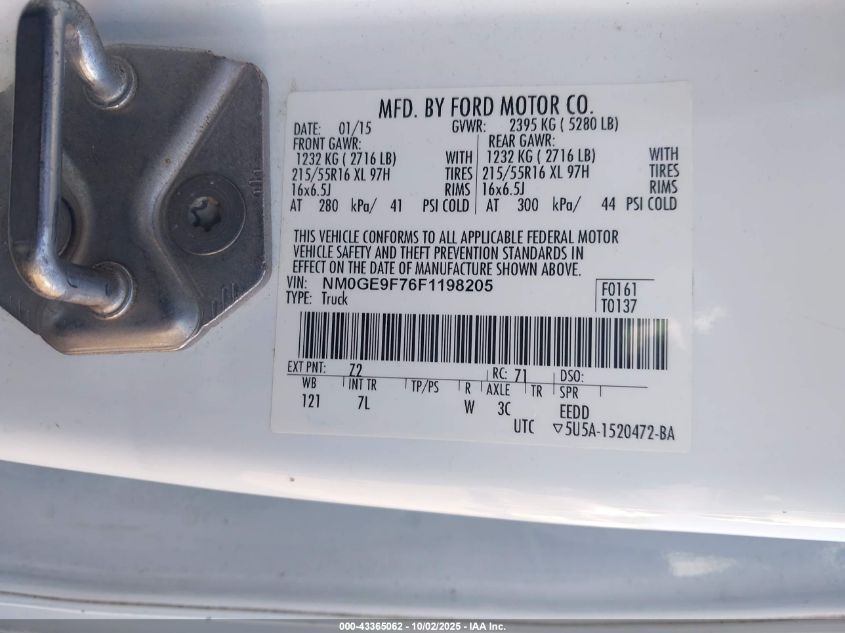 MFD. BY FORD MOTOR CO.
DATE: 01/15 GVWR: 2395 KG ( 5280 LB)
FRONT GAWR: REAR GAWR:
1232 KG ( 2716 LB) WITH 1232 KG ( 2716 LB) WITH
215/55R16 XL 97H TIRES 215/55R16 XL 97H TIRES
16x6.5J RIMS 16x6.5J RIMS
AT 280 kPa/ 41 PSI COLD AT 300 kPa/ 44 PSI COLD
THIS VEHICLE CONFORMS TO ALL APPLICABLE FEDERAL MOTOR
VEHICLE SAFETY AND THEFT PREVENTION STANDARDS IN
EFFECT ON THE DATE OF MANUFACTURE SHOWN ABOVE.
VIN: NM0GE9F76F1198205 F0161
TYPE: Truck T0137
EXT PNT: Z2 RC: 71 DSO:
WB INT TR TP/PS R AXLE TR SPR
121 7L W 3C EEDD
UTC ▽5U5A-1520472-BA
000-43365062 - 10/02/2025 - IAA Inc.